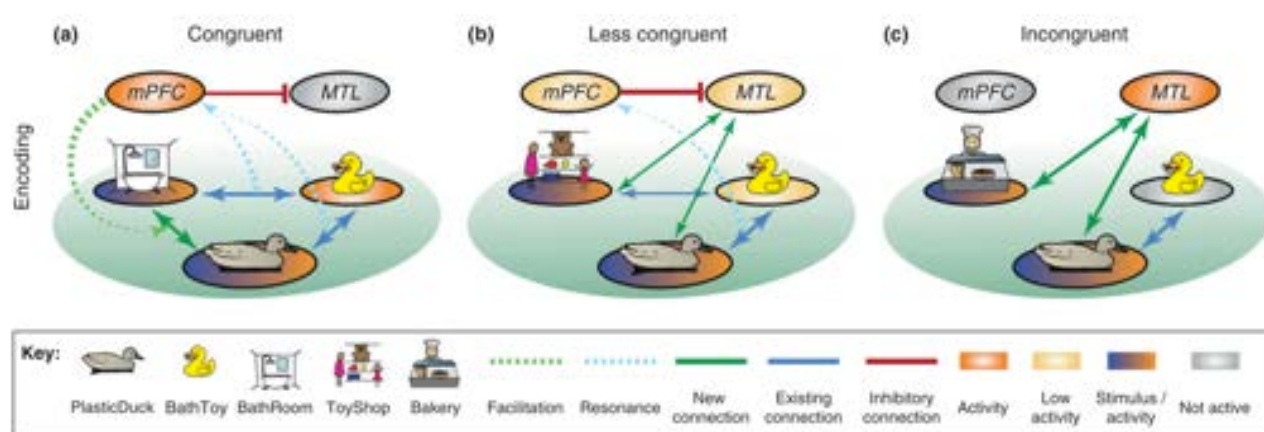 (a) Congruent
(b) Less congruent
(c) Incongruent
mPFC MTL
mPFC MTL
mPFC MTL
Encoding
Key:
PlasticDuck BathToy BathRoom ToyShop Bakery Facilitation Resonance New connection Existing connection Inhibitory connection Activity Low activity Stimulus / activity Not active